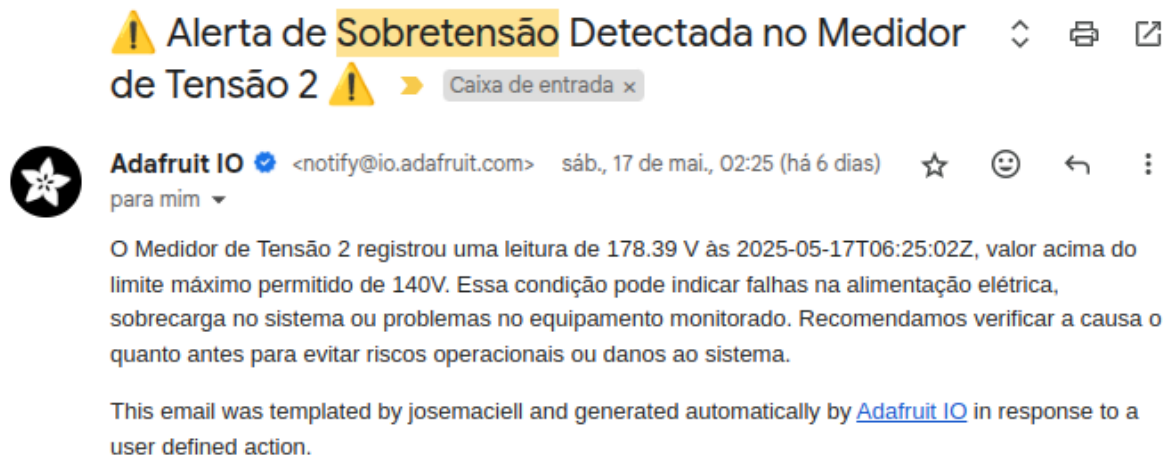 ⚠️ Alerta de Sobretensão Detectada no Medidor
de Tensão 2 ⚠️ Caixa de entrada ×
Adafruit IO <notify@io.adafruit.com> sáb., 17 de mai., 02:25 (há 6 dias)
para mim
O Medidor de Tensão 2 registrou uma leitura de 178.39 V às 2025-05-17T06:25:02Z, valor acima do
limite máximo permitido de 140V. Essa condição pode indicar falhas na alimentação elétrica,
sobrecarga no sistema ou problemas no equipamento monitorado. Recomendamos verificar a causa o
quanto antes para evitar riscos operacionais ou danos ao sistema.
This email was templated by josemaciell and generated automatically by Adafruit IO in response to a
user defined action.